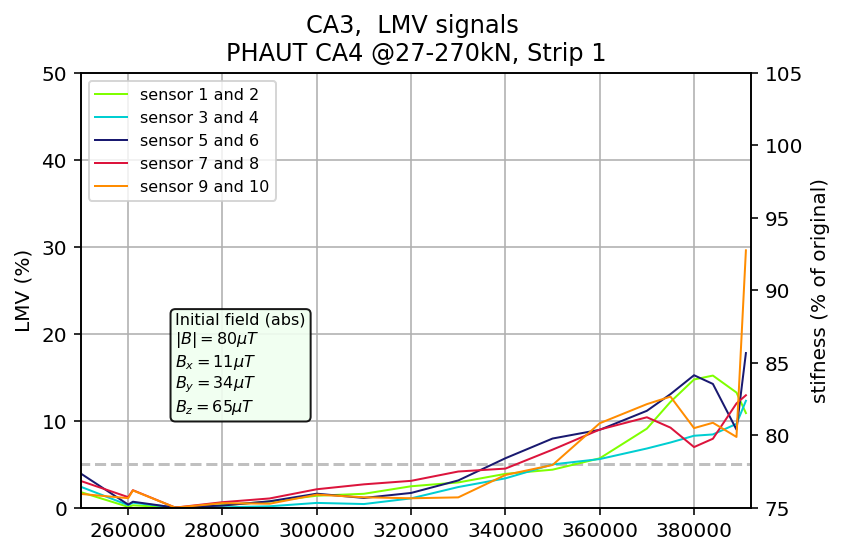 CA3,  LMV signals
PHAUT CA4 @27-270kN, Strip 1
50
40
30
20
10
0
LMV (%)
sensor 1 and 2
sensor 3 and 4
sensor 5 and 6
sensor 7 and 8
sensor 9 and 10
Initial field (abs)
|B| = 80μT
Bₓ = 11μT
B_y = 34μT
B_z = 65μT
105
100
95
90
85
80
75
stifness (% of original)
260000 280000 300000 320000 340000 360000 380000